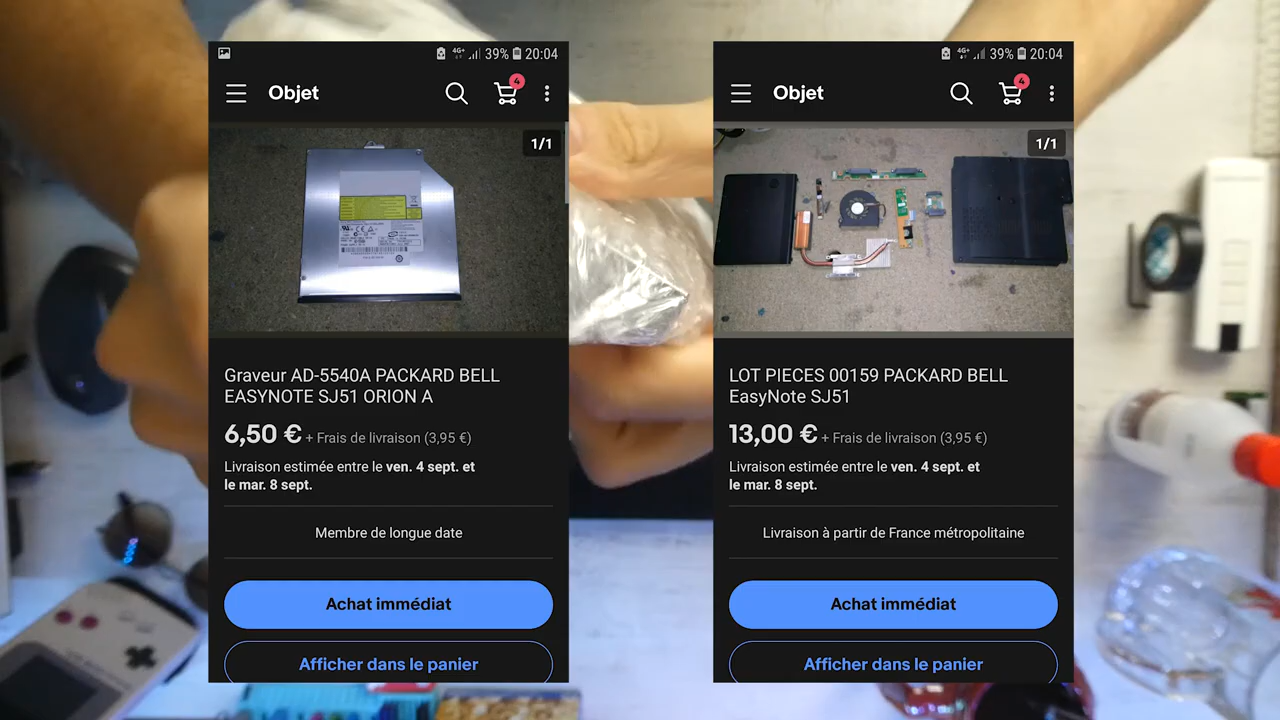 4G+ 39% 20:04
Objet
4
1/1
Graveur AD-5540A PACKARD BELL
EASYNOTE SJ51 ORION A
6,50 € + Frais de livraison (3,95 €)
Livraison estimée entre le ven. 4 sept. et
le mar. 8 sept.
Membre de longue date
Achat immédiat
Afficher dans le panier
4G+ 39% 20:04
Objet
4
1/1
LOT PIECES 00159 PACKARD BELL
EasyNote SJ51
13,00 € + Frais de livraison (3,95 €)
Livraison estimée entre le ven. 4 sept. et
le mar. 8 sept.
Livraison à partir de France métropolitaine
Achat immédiat
Afficher dans le panier